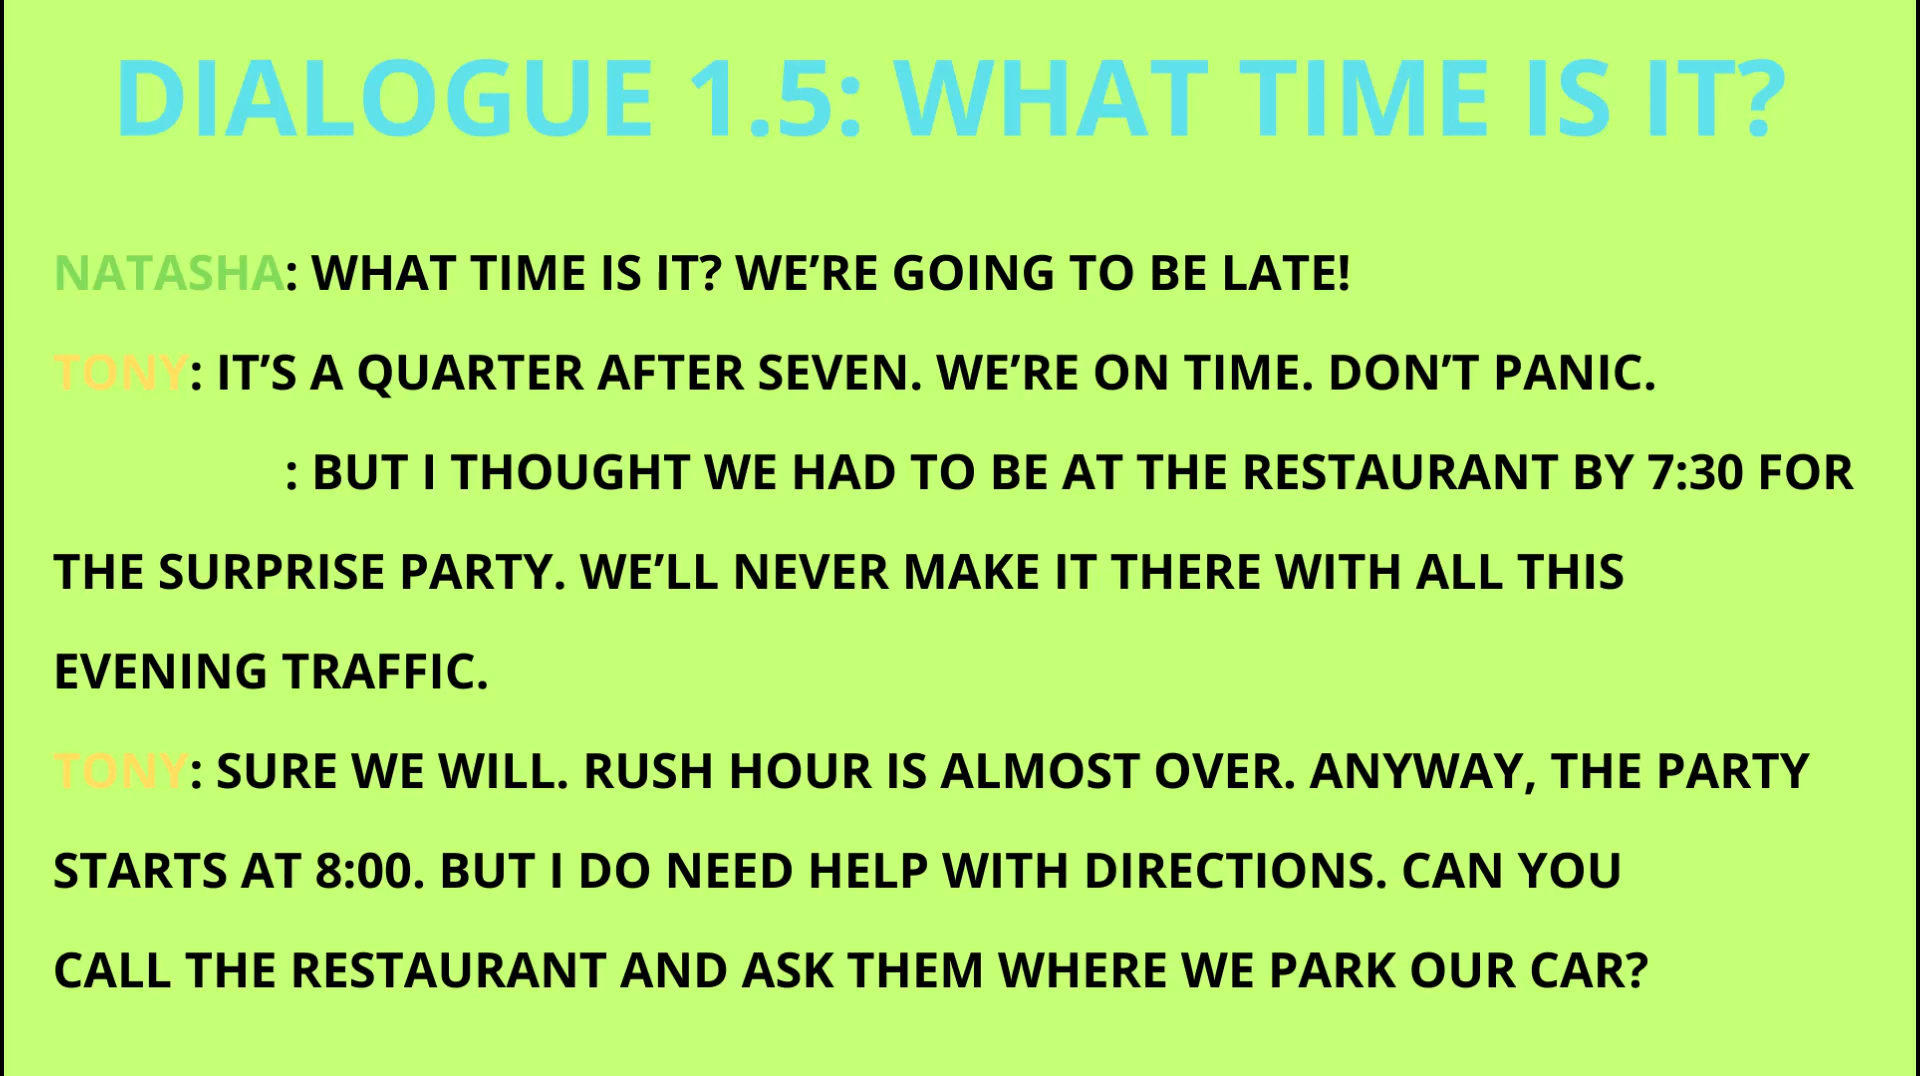 DIALOGUE 1.5: WHAT TIME IS IT?
NATASHA: WHAT TIME IS IT? WE’RE GOING TO BE LATE!
TONY: IT’S A QUARTER AFTER SEVEN. WE’RE ON TIME. DON’T PANIC.
: BUT I THOUGHT WE HAD TO BE AT THE RESTAURANT BY 7:30 FOR
THE SURPRISE PARTY. WE’LL NEVER MAKE IT THERE WITH ALL THIS
EVENING TRAFFIC.
TONY: SURE WE WILL. RUSH HOUR IS ALMOST OVER. ANYWAY, THE PARTY
STARTS AT 8:00. BUT I DO NEED HELP WITH DIRECTIONS. CAN YOU
CALL THE RESTAURANT AND ASK THEM WHERE WE PARK OUR CAR?